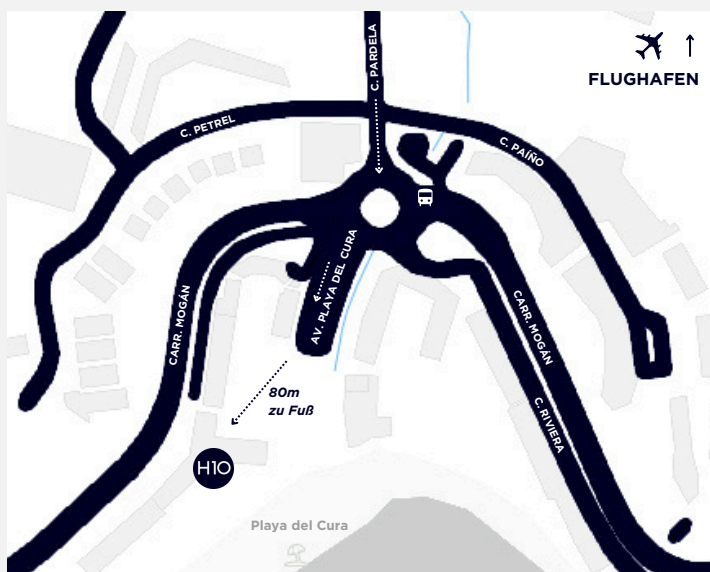 C. PARDELA
FLUGHAFEN
C. PETREL
C. PAÍÑO
AV. PLAYA DEL CURA
CARR. MOGÁN
CARR. MOGÁN
80m
zu Fuß
C. RIVIERA
H10
Playa del Cura